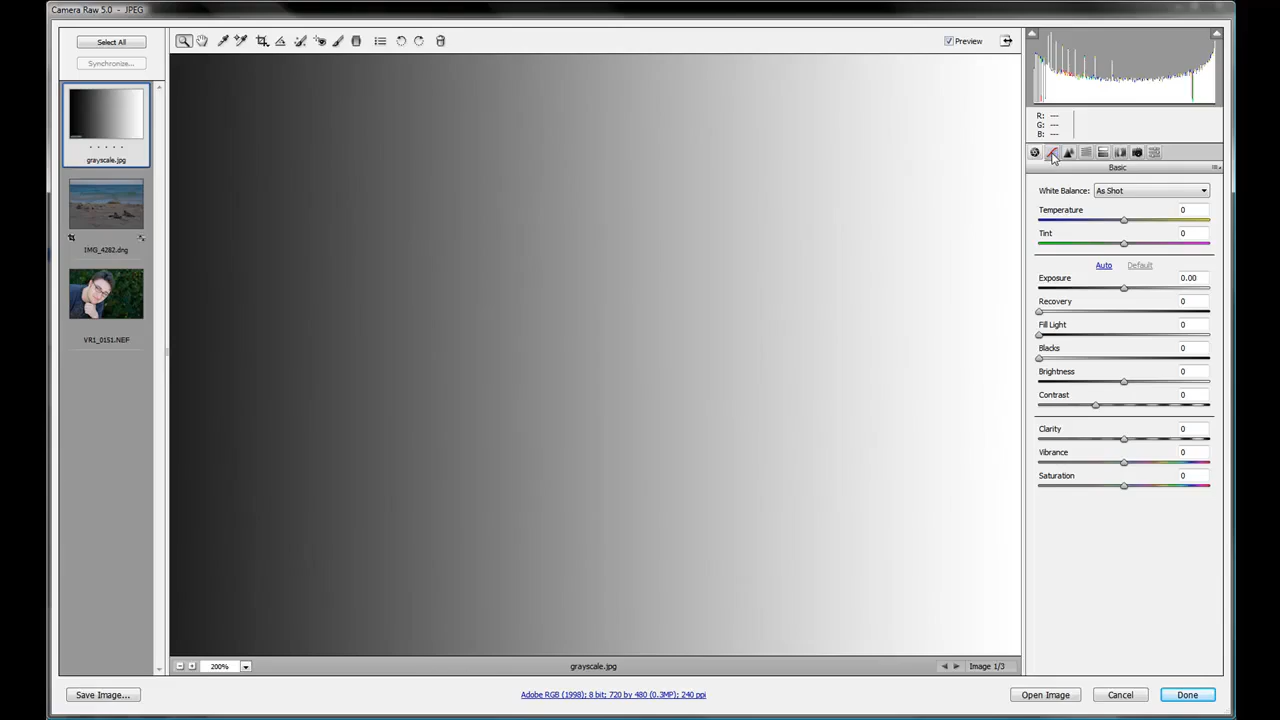 Camera Raw 5.0 - JPEG
Select All
Synchronize...
grayscale.jpg
IMG_4282.dng
VR1_0151.NEF
Preview
R: ---
G: ---
B: ---
Basic
White Balance: As Shot
Temperature 0
Tint 0
Auto Default
Exposure 0.00
Recovery 0
Fill Light 0
Blacks 0
Brightness 0
Contrast 0
Clarity 0
Vibrance 0
Saturation 0
200% grayscale.jpg Image 1/3
Save Image... Adobe RGB (1998); 8 bit; 720 by 480 (0.3MP); 240 ppi Open Image Cancel Done